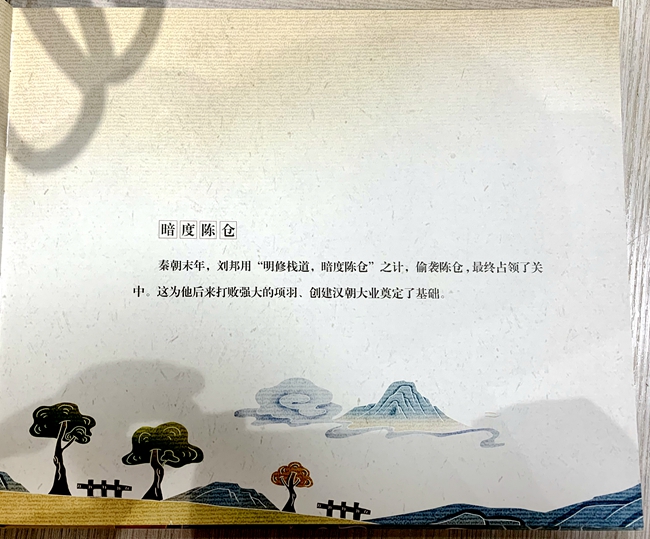 暗度陈仓
秦朝末年，刘邦用“明修栈道，暗度陈仓”之计，偷袭陈仓，最终占领了关
中。这为他后来打败强大的项羽、创建汉朝大业奠定了基础。